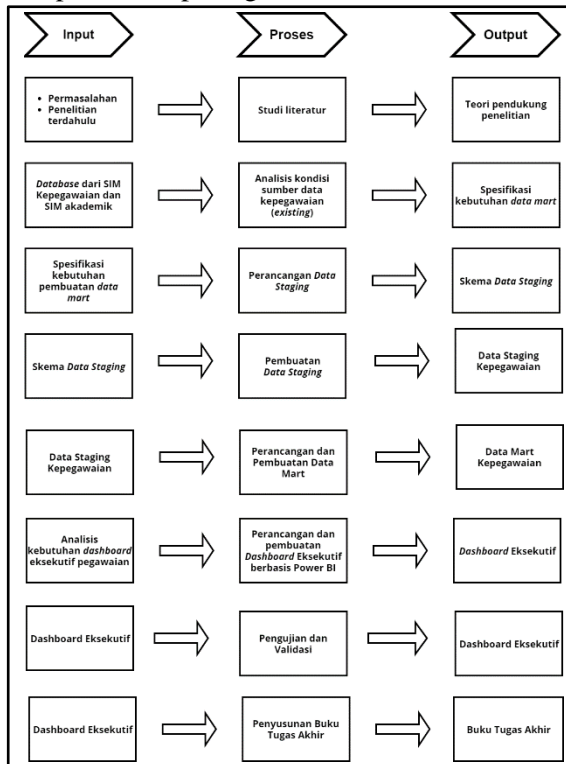 Input
Proses
Output
• Permasalahan
• Penelitian
terdahulu
Studi literatur
Teori pendukung
penelitian
Database dari SIM
Kepegawaian dan
SIM akademik
Analisis kondisi
sumber data
kepegawaian
(existing)
Spesifikasi
kebutuhan data mart
Spesifikasi
kebutuhan
pembuatan data
mart
Perancangan Data
Staging
Skema Data Staging
Skema Data Staging
Pembuatan
Data Staging
Data Staging
Kepegawaian
Data Staging
Kepegawaian
Perancangan dan
Pembuatan Data
Mart
Data Mart
Kepegawaian
Analisis
kebutuhan dashboard
eksekutif pegawaian
Perancangan dan
pembuatan
Dashboard Eksekutif
berbasis Power BI
Dashboard Eksekutif
Dashboard Eksekutif
Pengujian dan
Validasi
Dashboard Eksekutif
Dashboard Eksekutif
Penyusunan Buku
Tugas Akhir
Buku Tugas Akhir